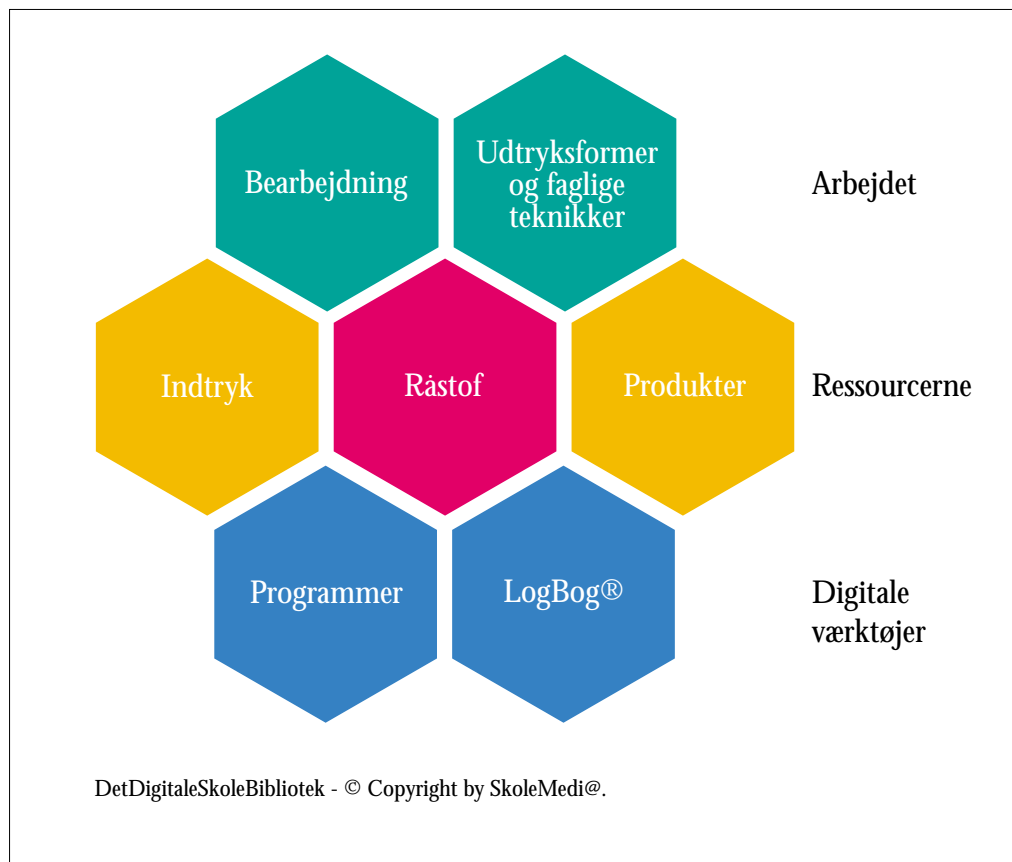 Bearbejdning
Udtryksformer
og faglige
teknikker
Arbejdet
Indtryk
Råstof
Produkter
Ressourcerne
Programmer
LogBog®
Digitale
værktøjer
DetDigitaleSkoleBibliotek - © Copyright by SkoleMedi@.